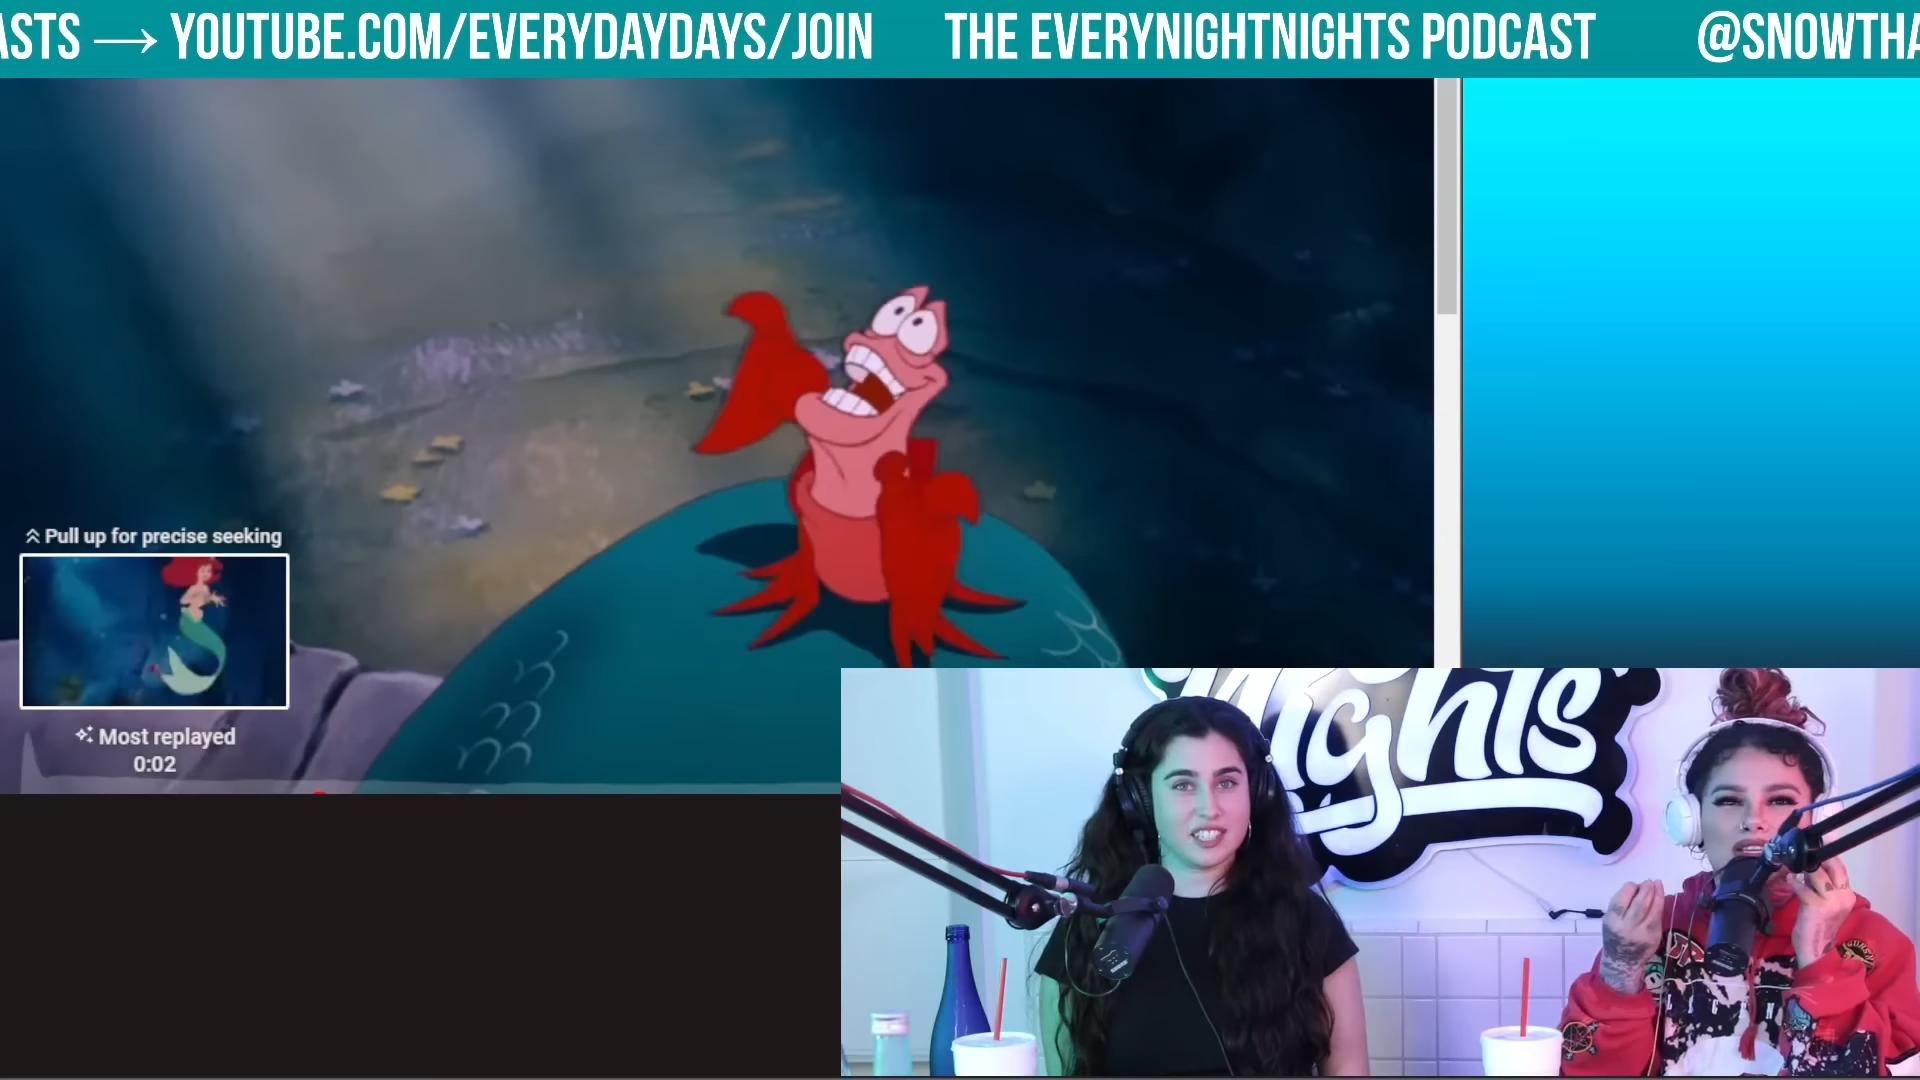 ASTS → YOUTUBE.COM/EVERYDAYDAYS/JOIN THE EVERYNIGHTNIGHTS PODCAST @SNOWTHA
Pull up for precise seeking
Most replayed
0:02
Nights